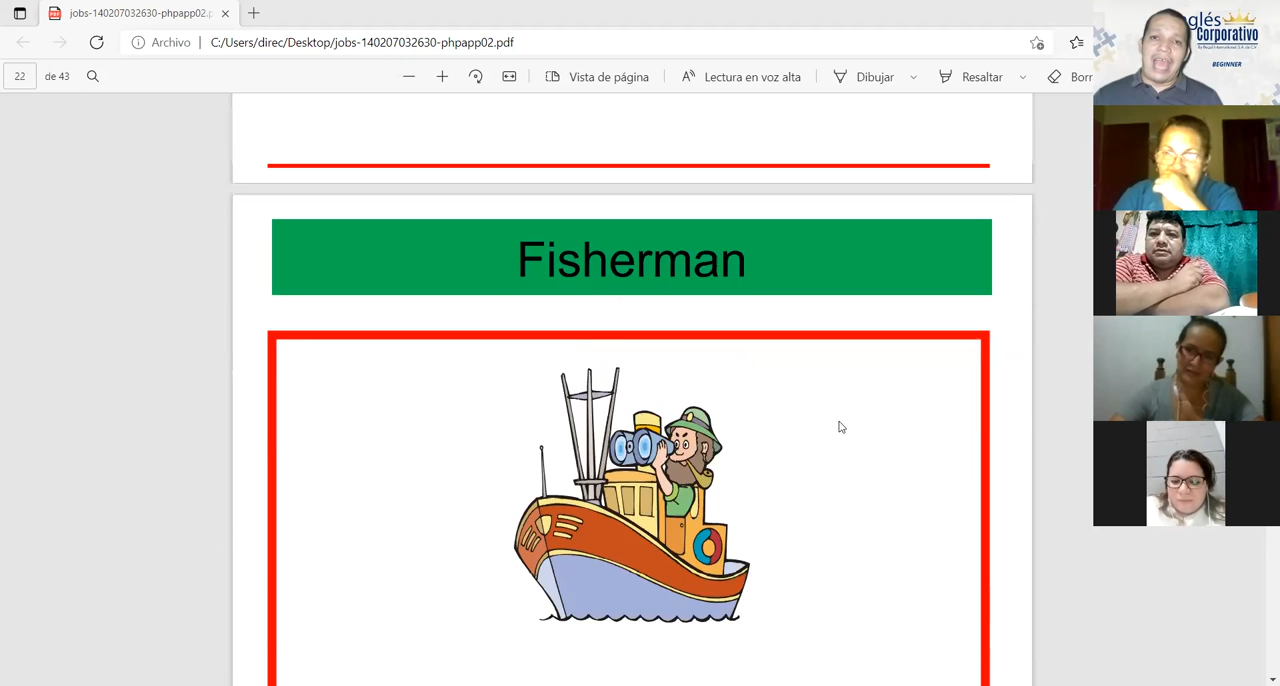 jobs-140207032630-phpapp02.p
Archivo
C:/Users/direc/Desktop/jobs-140207032630-phpapp02.pdf
22
de 43
Vista de página
Lectura en voz alta
Dibujar
Resaltar
Borr
Fisherman
glés
Corporativo
BEGINNER